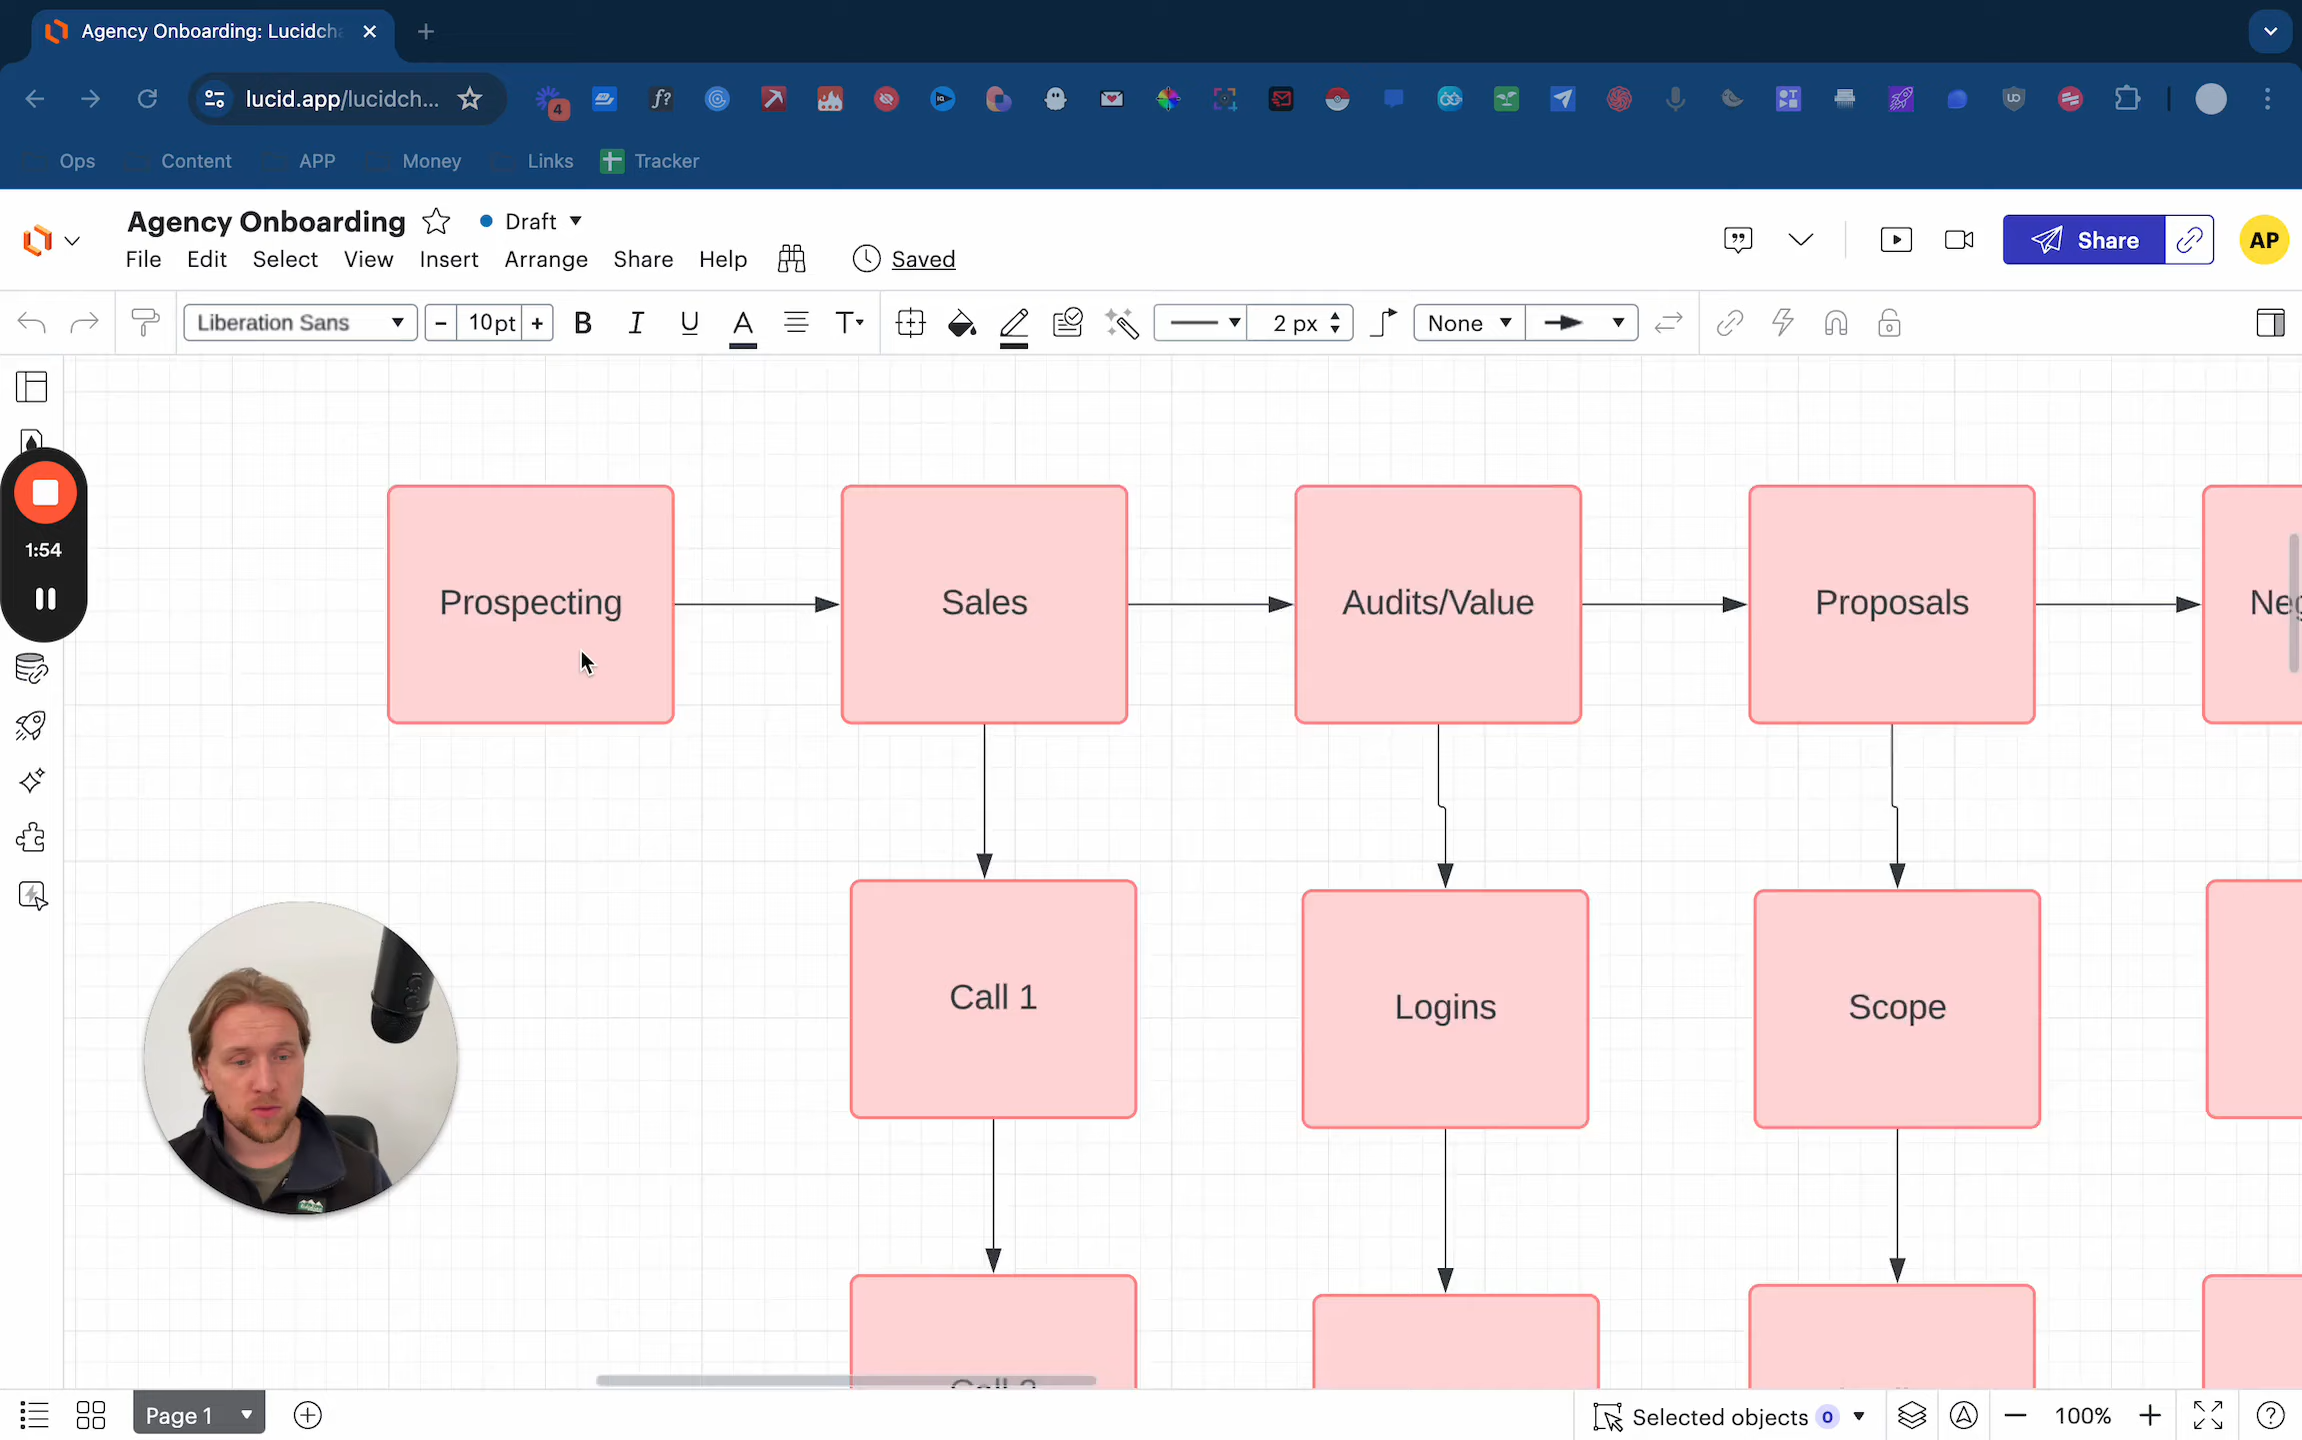 Agency Onboarding: Lucidch
4
lucid.app/lucidch...
Ops
Content
APP
Money
Links
Tracker
Agency Onboarding
Draft
File
Edit
Select
View
Insert
Arrange
Share
Help
Saved
Share
AP
Liberation Sans
10pt
B
I
U
A
T
2 px
None
1:54
Prospecting
Sales
Audits/Value
Proposals
Call 1
Logins
Scope
Page 1
Selected objects 0
100%